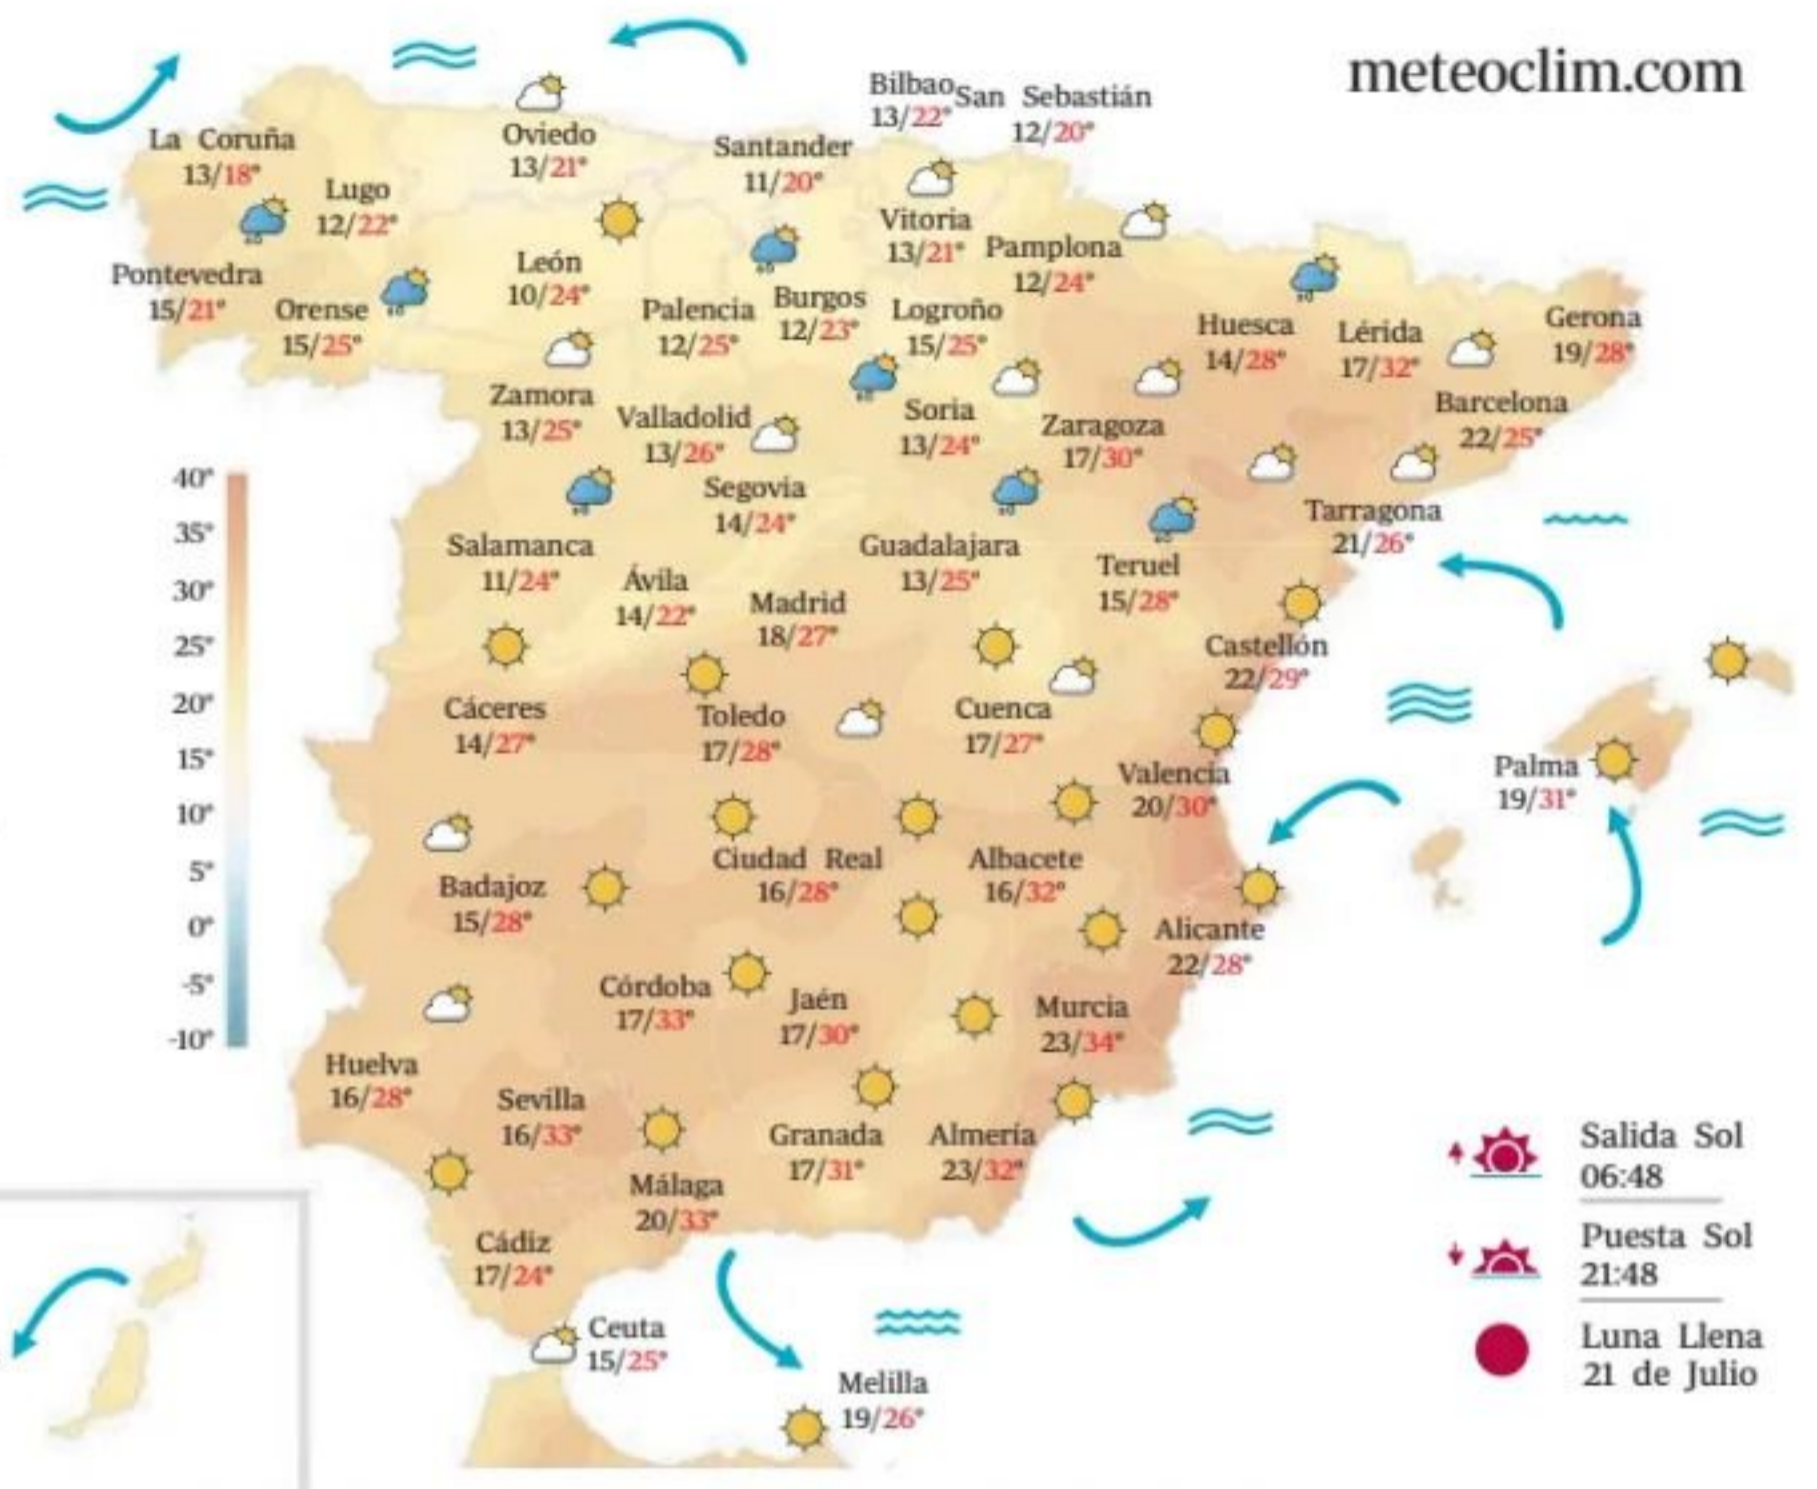 meteoclim.com
Bilbao
13/22°
San Sebastián
12/20°
La Coruña
13/18°
Oviedo
13/21°
Santander
11/20°
Lugo
12/22°
Vitoria
13/21°
Pamplona
12/24°
Pontevedra
15/21°
Orense
15/25°
León
10/24°
Palencia
12/25°
Burgos
12/23°
Logroño
15/25°
Huesca
14/28°
Lérida
17/32°
Gerona
19/28°
Zamora
13/25°
Valladolid
13/26°
Soria
13/24°
Zaragoza
17/30°
Barcelona
22/25°
Segovia
14/24°
Tarragona
21/26°
Salamanca
11/24°
Ávila
14/22°
Madrid
18/27°
Guadalajara
13/25°
Teruel
15/28°
Castellón
22/29°
Cáceres
14/27°
Toledo
17/28°
Cuenca
17/27°
Valencia
20/30°
Palma
19/31°
Badajoz
15/28°
Ciudad Real
16/28°
Albacete
16/32°
Alicante
22/28°
Córdoba
17/33°
Jaén
17/30°
Murcia
23/34°
Huelva
16/28°
Sevilla
16/33°
Granada
17/31°
Almería
23/32°
Málaga
20/33°
Cádiz
17/24°
Ceuta
15/25°
Melilla
19/26°
40°
35°
30°
25°
20°
15°
10°
5°
0°
-5°
-10°
Salida Sol
06:48
Puesta Sol
21:48
Luna Llena
21 de Julio